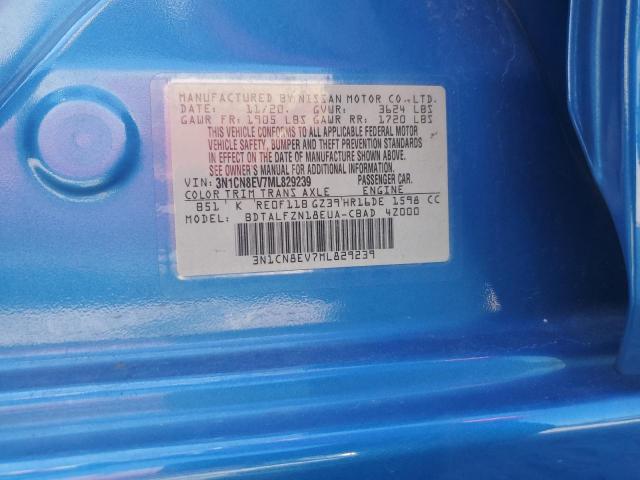 MANUFACTURED BY NISSAN MOTOR CO.,LTD.
DATE: 11/20 GVWR: 3624 LBS
GAWR FR: 1905 LBS GAWR RR: 1720 LBS
THIS VEHICLE CONFORMS TO ALL APPLICABLE FEDERAL MOTOR
VEHICLE SAFETY, BUMPER, AND THEFT PREVENTION STANDARDS
IN EFFECT ON THE DATE OF MANUFACTURE SHOWN ABOVE.
SEE OWNER'S MANUAL FOR ADDITIONAL INFORMATION.
VIN: 3N1CN8EV7ML829239 PASSENGER CAR.
COLOR TRIM TRANS AXLE ENGINE
B51 K RE0F11B GZ39 HR16DE 1598 CC
MODEL: BDTALFZN18EUA-CBAD 4Z000
3N1CN8EV7ML829239